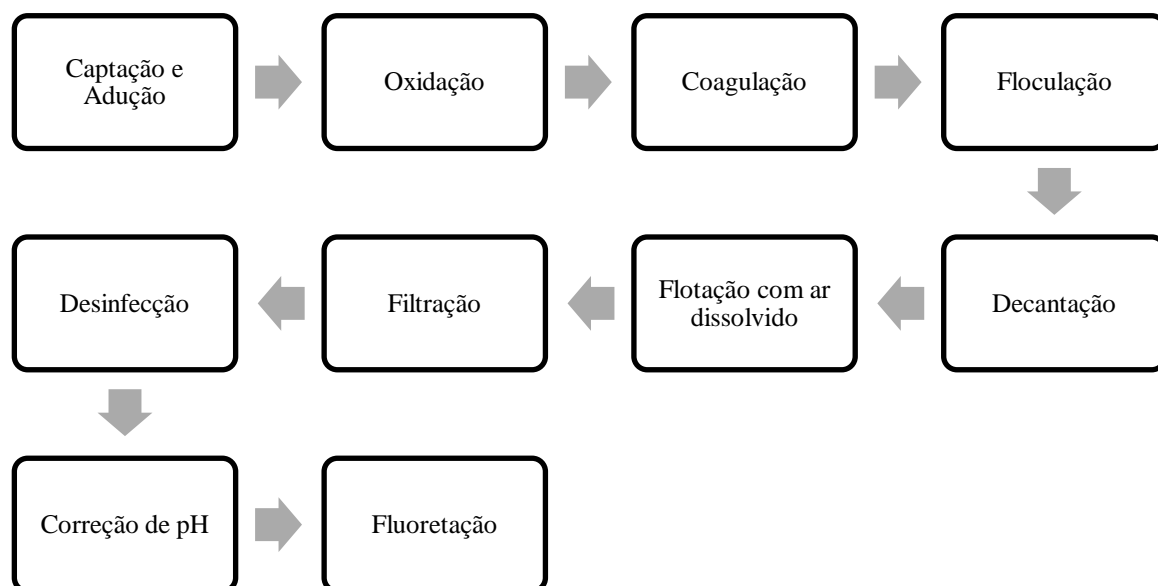 Captação e
Adução
Oxidação
Coagulação
Floculação
Decantação
Flotação com ar
dissolvido
Filtração
Desinfecção
Correção de pH
Fluoretação